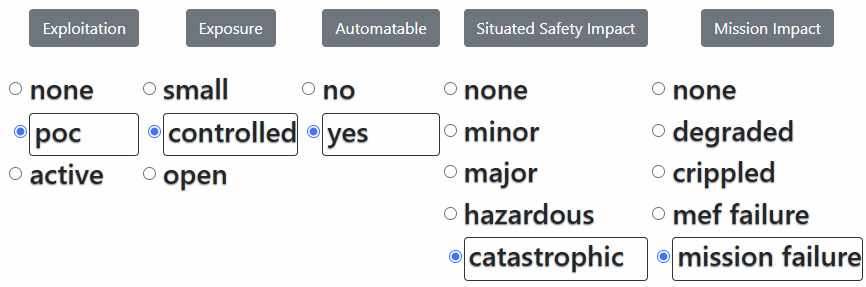 Exploitation Exposure Automatable Situated Safety Impact Mission Impact
none small no none none
poc controlled yes minor degraded
active open major crippled
hazardous mef failure
catastrophic mission failure